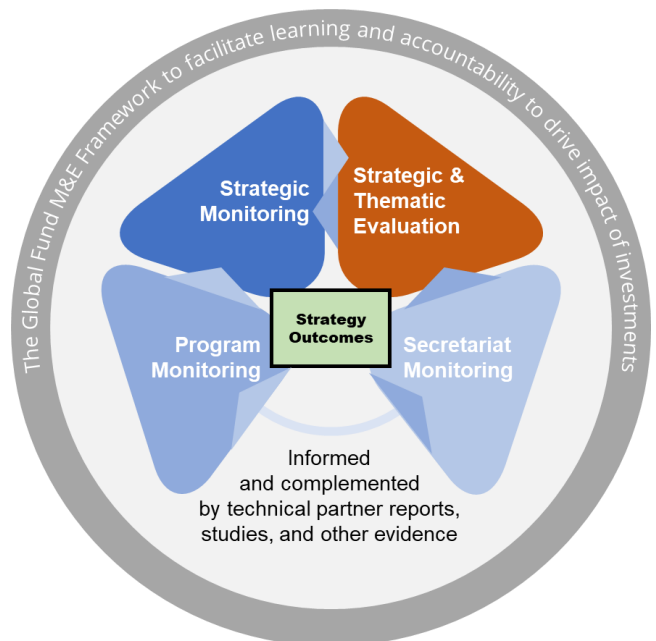 The Global Fund M&E Framework to facilitate learning and accountability to drive impact of investments
Strategic
Monitoring
Strategic &
Thematic
Evaluation
Strategy
Outcomes
Program
Monitoring
Secretariat
Monitoring
Informed
and complemented
by technical partner reports,
studies, and other evidence